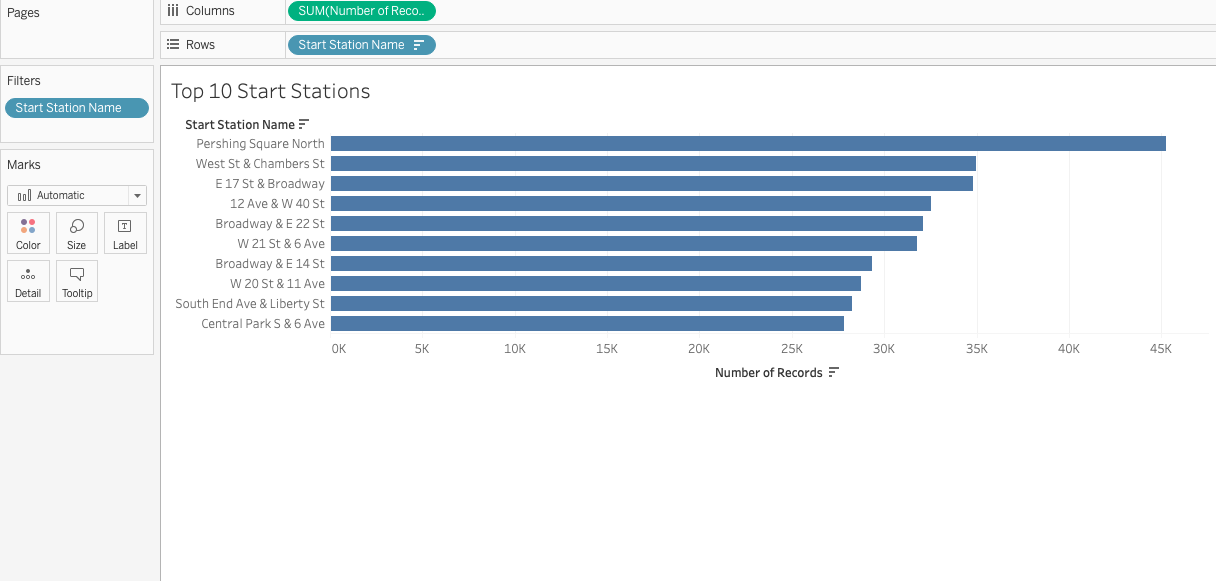 Pages
Columns
SUM(Number of Reco..
Rows
Start Station Name
Filters
Start Station Name
Marks
Automatic
Color
Size
Label
Detail
Tooltip
Top 10 Start Stations
Start Station Name
Pershing Square North
West St & Chambers St
E 17 St & Broadway
12 Ave & W 40 St
Broadway & E 22 St
W 21 St & 6 Ave
Broadway & E 14 St
W 20 St & 11 Ave
South End Ave & Liberty St
Central Park S & 6 Ave
0K 5K 10K 15K 20K 25K 30K 35K 40K 45K
Number of Records